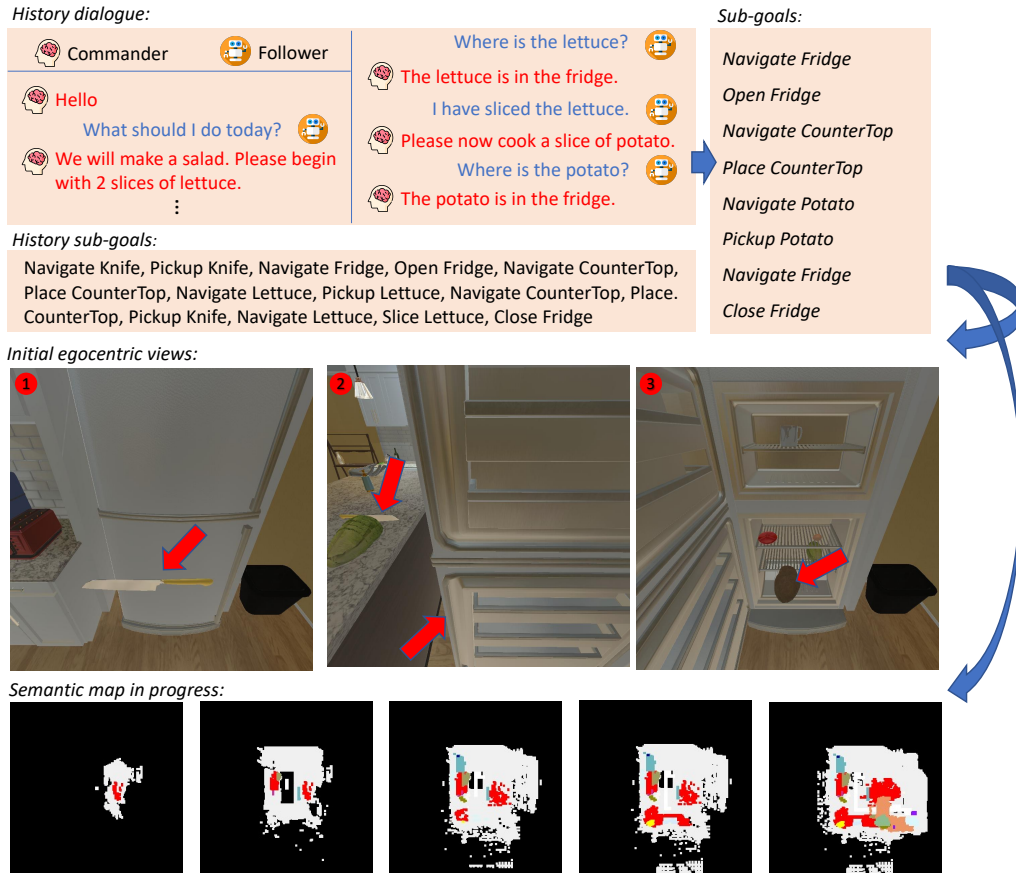 History dialogue:
Commander
Follower
Hello
What should I do today?
We will make a salad. Please begin
with 2 slices of lettuce.
⋮
Where is the lettuce?
The lettuce is in the fridge.
I have sliced the lettuce.
Please now cook a slice of potato.
Where is the potato?
The potato is in the fridge.
Sub-goals:
Navigate Fridge
Open Fridge
Navigate CounterTop
Place CounterTop
Navigate Potato
Pickup Potato
Navigate Fridge
Close Fridge
History sub-goals:
Navigate Knife, Pickup Knife, Navigate Fridge, Open Fridge, Navigate CounterTop,
Place CounterTop, Navigate Lettuce, Pickup Lettuce, Navigate CounterTop, Place.
CounterTop, Pickup Knife, Navigate Lettuce, Slice Lettuce, Close Fridge
Initial egocentric views:
1
2
3
Semantic map in progress: